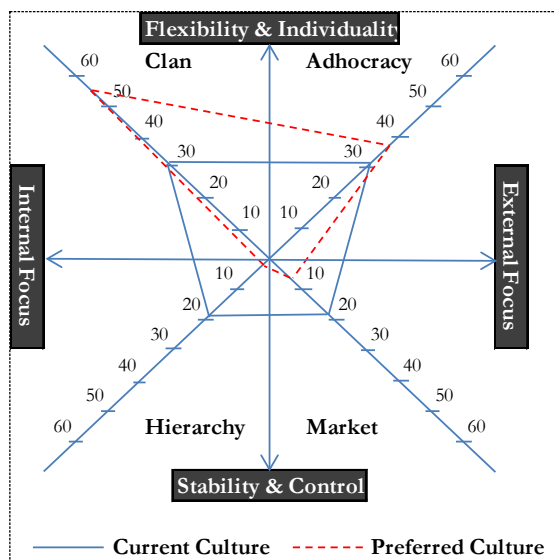 Flexibility & Individuality
Clan Adhocracy
60 60
50 50
40 40
30 30
20 20
10 10
Internal Focus
External Focus
10 10
20 20
30 30
40 40
50 50
60 60
Hierarchy Market
Stability & Control
Current Culture Preferred Culture